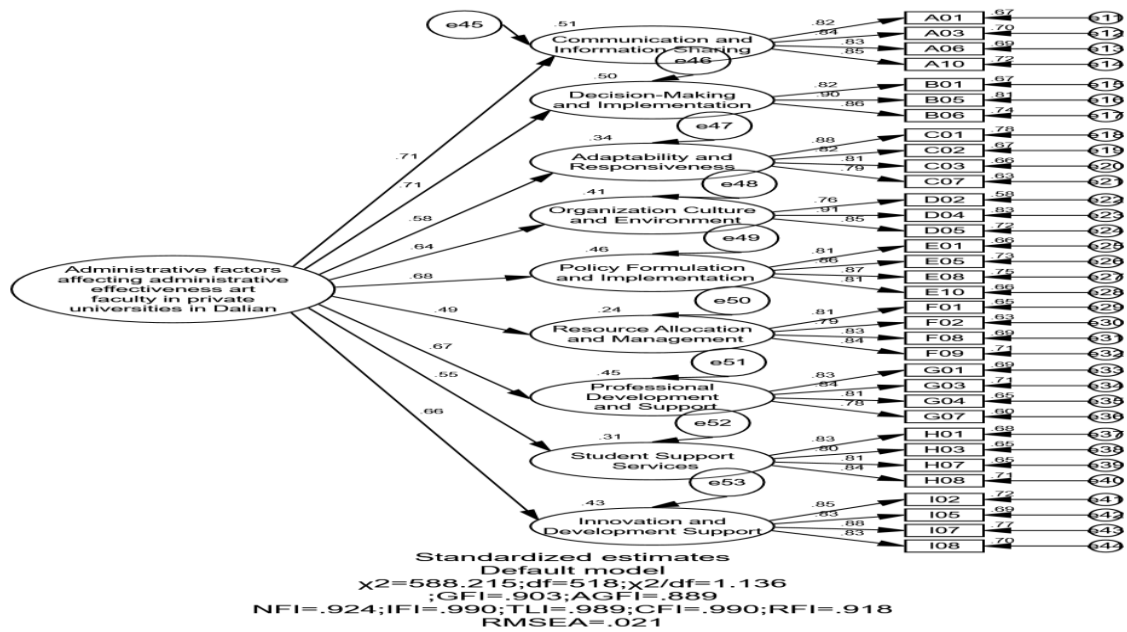 e45
.51
Communication and
Information Sharing
.82
.84
.83
.85
A01
.67
e11
A03
.70
e12
A06
.69
e13
A10
.72
e14
e46
.50
Decision-Making
and Implementation
.82
.90
.86
B01
.67
e15
B05
.81
e16
B06
.74
e17
e47
.34
Adaptability and
Responsiveness
.88
.82
.81
.79
C01
.78
e18
C02
.67
e19
C03
.66
e20
C07
.63
e21
e48
.41
Organization Culture
and Environment
.76
.91
.85
D02
.58
e22
D04
.83
e23
D05
.72
e24
e49
.46
Policy Formulation
and Implementation
.81
.86
.87
.81
E01
.66
e25
E05
.73
e26
E08
.75
e27
E10
.66
e28
e50
.24
Resource Allocation
and Management
.81
.79
.83
.84
F01
.65
e29
F02
.63
e30
F08
.69
e31
F09
.71
e32
e51
.45
Professional
Development
and Support
.83
.84
.81
.78
G01
.69
e33
G03
.71
e34
G04
.65
e35
G07
.60
e36
e52
.31
Student Support
Services
.83
.80
.81
.84
H01
.68
e37
H03
.65
e38
H07
.65
e39
H08
.71
e40
e53
.43
Innovation and
Development Support
.85
.83
.88
.83
I02
.72
e41
I05
.69
e42
I07
.77
e43
I08
.70
e44
.71
.71
.58
.64
.68
.49
.67
.55
.66
Administrative factors
affecting administrative
effectiveness art
faculty in private
universities in Dalian
Standardized estimates
Default model
χ2=588.215;df=518;χ2/df=1.136
;GFI=.903;AGFI=.889
NFI=.924;IFI=.990;TLI=.989;CFI=.990;RFI=.918
RMSEA=.021